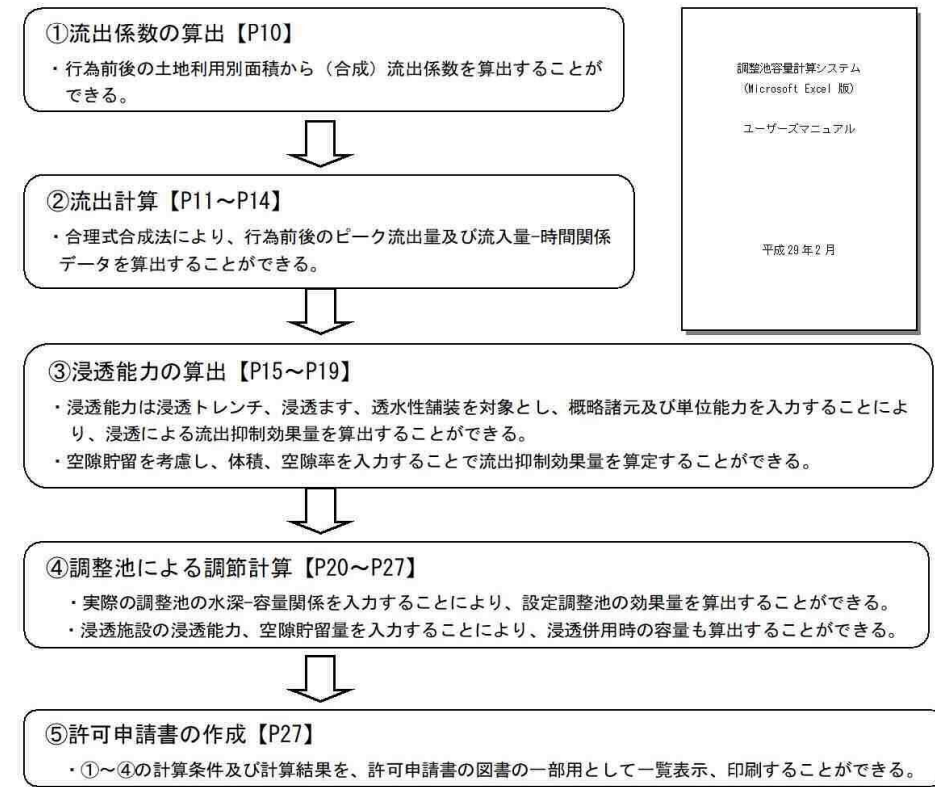 ①流出係数の算出【P10】
・行為前後の土地利用別面積から（合成）流出係数を算出することが
できる。
調整池容量計算システム
(Microsoft Excel 版)
ユーザーズマニュアル
平成29年2月
②流出計算【P11～P14】
・合理式合成法により、行為前後のピーク流出量及び流入量-時間関係
データを算出することができる。
③浸透能力の算出【P15～P19】
・浸透能力は浸透トレンチ、浸透ます、透水性舗装を対象とし、概略諸元及び単位能力を入力することによ
り、浸透による流出抑制効果量を算出することができる。
・空隙貯留を考慮し、体積、空隙率を入力することで流出抑制効果量を算定することができる。
④調整池による調節計算【P20～P27】
・実際の調整池の水深-容量関係を入力することにより、設定調整池の効果量を算出することができる。
・浸透施設の浸透能力、空隙貯留量を入力することにより、浸透併用時の容量も算出することができる。
⑤許可申請書の作成【P27】
・①～④の計算条件及び計算結果を、許可申請書の図書の一部用として一覧表示、印刷することができる。